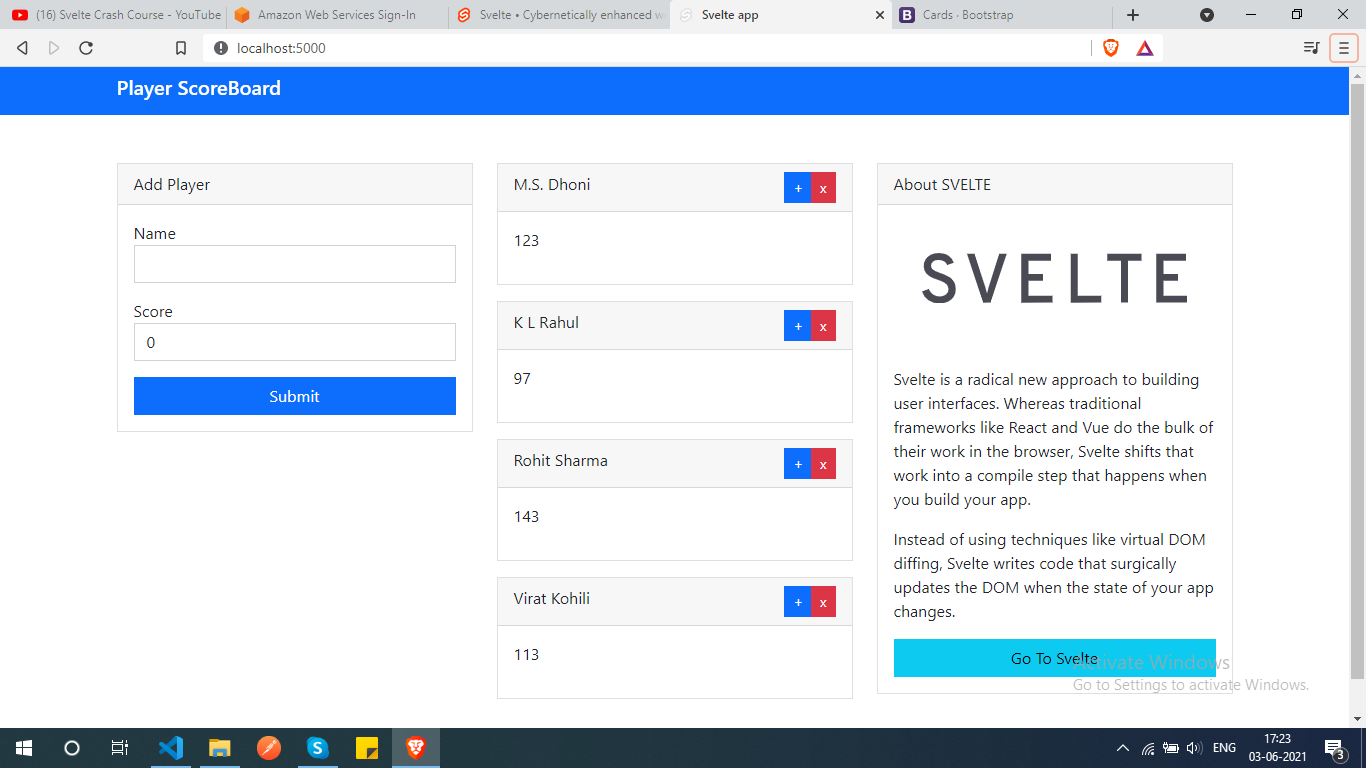 (16) Svelte Crash Course - YouTube
Amazon Web Services Sign-In
Svelte • Cybernetically enhanced w
Svelte app
Cards · Bootstrap
localhost:5000
Player ScoreBoard
Add Player
Name
Score
0
Submit
M.S. Dhoni
+ x
123
K L Rahul
+ x
97
Rohit Sharma
+ x
143
Virat Kohili
+ x
113
About SVELTE
SVELTE
Svelte is a radical new approach to building
user interfaces. Whereas traditional
frameworks like React and Vue do the bulk of
their work in the browser, Svelte shifts that
work into a compile step that happens when
you build your app.
Instead of using techniques like virtual DOM
diffing, Svelte writes code that surgically
updates the DOM when the state of your app
changes.
Go To Svelte
Activate Windows
Go to Settings to activate Windows.
ENG
17:23
03-06-2021
3